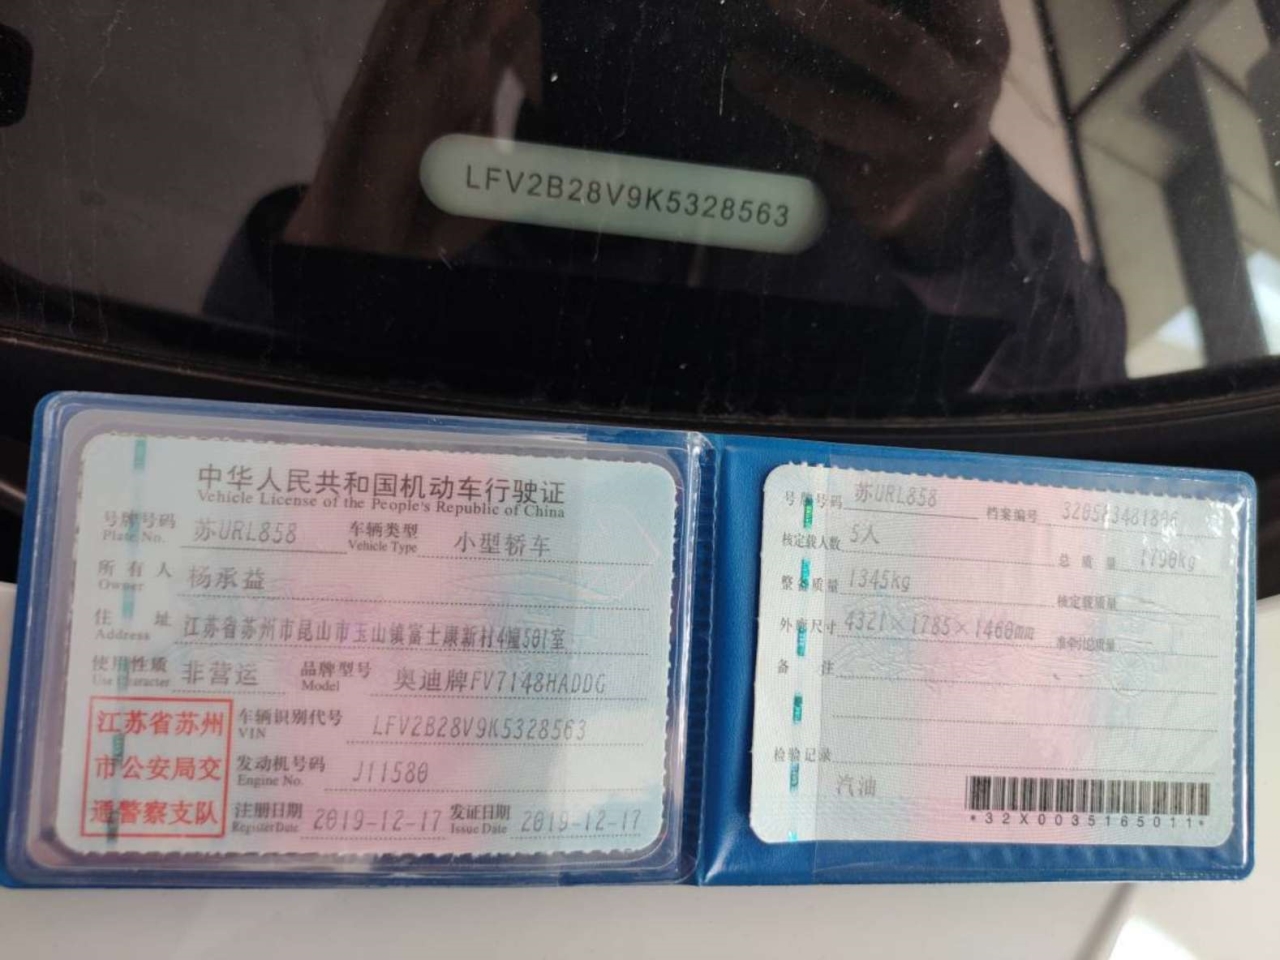 LFV2B28V9K5328563
中华人民共和国机动车行驶证
Vehicle License of the People's Republic of China
号牌号码 苏URL858 车辆类型 小型轿车
Plate No. Vehicle Type
所有人 杨承益
Owner
住址 江苏省苏州市昆山市玉山镇富士康新村4幢501室
Address
使用性质 非营运 品牌型号 奥迪牌FV7148HADDG
Use Character Model
江苏省苏州
市公安局交
通警察支队
车辆识别代号 LFV2B28V9K5328563
VIN
发动机号码 J11580
Engine No.
注册日期 2019-12-17 发证日期 2019-12-17
Register Date Issue Date
号牌号码 苏URL858 档案编号
核定载人数 5人 总质量 1790kg
整备质量 1345kg 核定载质量
外廓尺寸 4321×1785×1460mm 准牵引总质量
备注
检验记录
汽油
*32X0035165011*